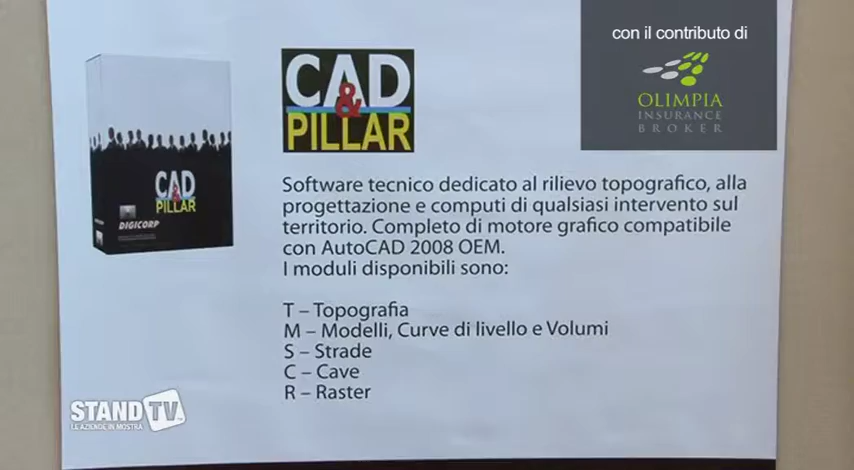 con il contributo di
OLIMPIA
INSURANCE
BROKER
CAD
&
PILLAR
CAD
&
PILLAR
DIGICORP
Software tecnico dedicato al rilievo topografico, alla
progettazione e computi di qualsiasi intervento sul
territorio. Completo di motore grafico compatibile
con AutoCAD 2008 OEM.
I moduli disponibili sono:
T – Topografia
M – Modelli, Curve di livello e Volumi
S – Strade
C – Cave
R – Raster
STAND TV
LE AZIENDE IN MOSTRA